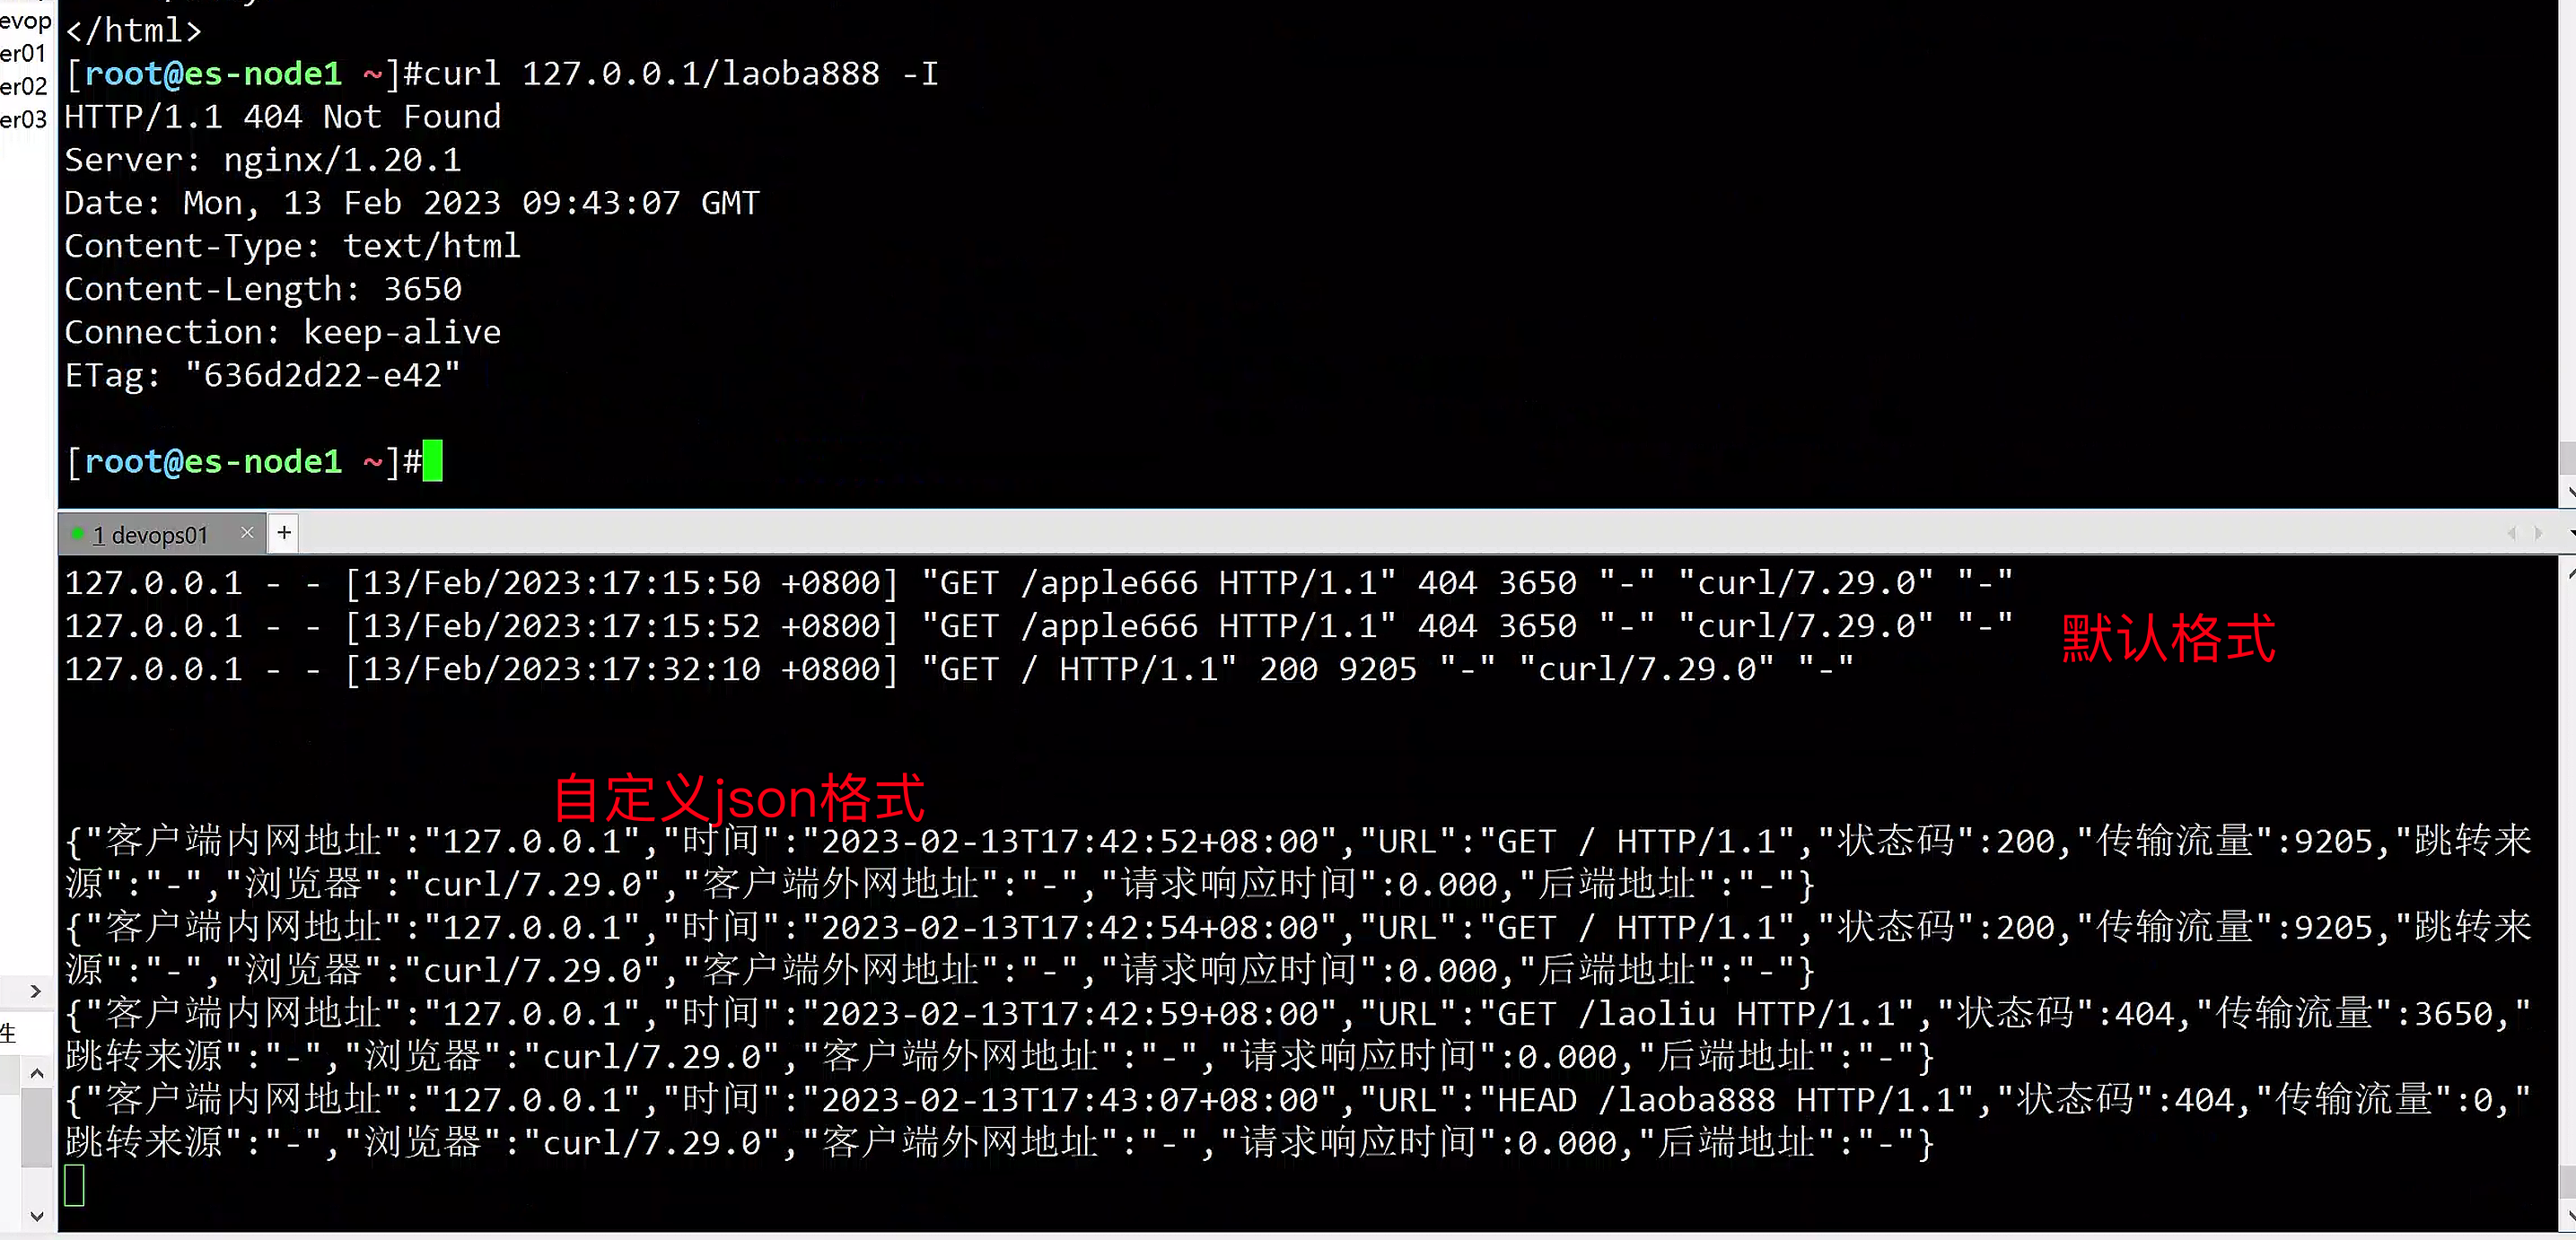 evop
er01
er02
er03
</html>
[root@es-node1 ~]#curl 127.0.0.1/laoba888 -I
HTTP/1.1 404 Not Found
Server: nginx/1.20.1
Date: Mon, 13 Feb 2023 09:43:07 GMT
Content-Type: text/html
Content-Length: 3650
Connection: keep-alive
ETag: "636d2d22-e42"
[root@es-node1 ~]#
1 devops01 × +
127.0.0.1 - - [13/Feb/2023:17:15:50 +0800] "GET /apple666 HTTP/1.1" 404 3650 "-" "curl/7.29.0" "-"
127.0.0.1 - - [13/Feb/2023:17:15:52 +0800] "GET /apple666 HTTP/1.1" 404 3650 "-" "curl/7.29.0" "-"
默认格式
127.0.0.1 - - [13/Feb/2023:17:32:10 +0800] "GET / HTTP/1.1" 200 9205 "-" "curl/7.29.0" "-"
自定义json格式
{"客户端内网地址":"127.0.0.1","时间":"2023-02-13T17:42:52+08:00","URL":"GET / HTTP/1.1","状态码":200,"传输流量":9205,"跳转来
源":"-","浏览器":"curl/7.29.0","客户端外网地址":"-","请求响应时间":0.000,"后端地址":"-"}
{"客户端内网地址":"127.0.0.1","时间":"2023-02-13T17:42:54+08:00","URL":"GET / HTTP/1.1","状态码":200,"传输流量":9205,"跳转来
源":"-","浏览器":"curl/7.29.0","客户端外网地址":"-","请求响应时间":0.000,"后端地址":"-"}
{"客户端内网地址":"127.0.0.1","时间":"2023-02-13T17:42:59+08:00","URL":"GET /laoliu HTTP/1.1","状态码":404,"传输流量":3650,"
跳转来源":"-","浏览器":"curl/7.29.0","客户端外网地址":"-","请求响应时间":0.000,"后端地址":"-"}
性
{"客户端内网地址":"127.0.0.1","时间":"2023-02-13T17:43:07+08:00","URL":"HEAD /laoba888 HTTP/1.1","状态码":404,"传输流量":0,"
跳转来源":"-","浏览器":"curl/7.29.0","客户端外网地址":"-","请求响应时间":0.000,"后端地址":"-"}